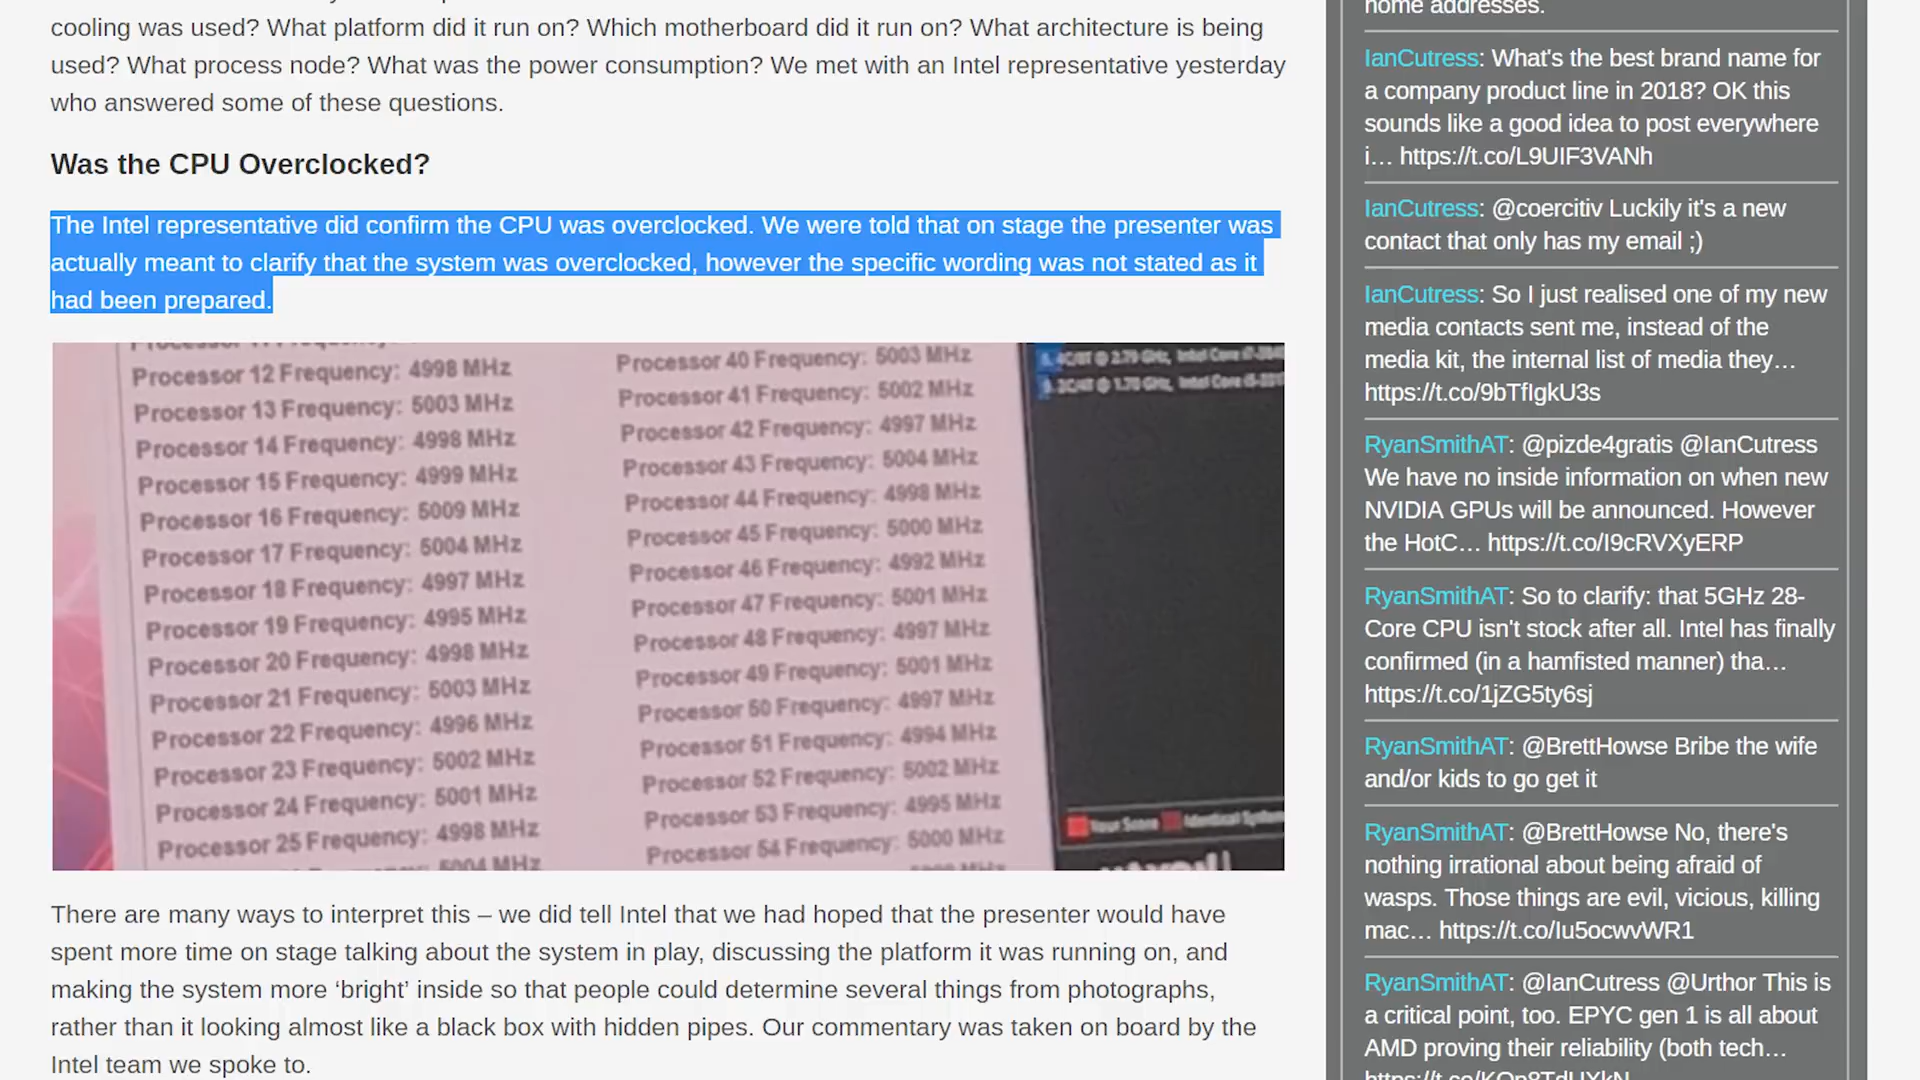 cooling was used? What platform did it run on? Which motherboard did it run on? What architecture is being
used? What process node? What was the power consumption? We met with an Intel representative yesterday
who answered some of these questions.
Was the CPU Overclocked?
The Intel representative did confirm the CPU was overclocked. We were told that on stage the presenter was
actually meant to clarify that the system was overclocked, however the specific wording was not stated as it
had been prepared.
Processor 12 Frequency: 4998 MHz
Processor 13 Frequency: 5003 MHz
Processor 14 Frequency: 4998 MHz
Processor 15 Frequency: 4999 MHz
Processor 16 Frequency: 5009 MHz
Processor 17 Frequency: 5004 MHz
Processor 18 Frequency: 4997 MHz
Processor 19 Frequency: 4995 MHz
Processor 20 Frequency: 4998 MHz
Processor 21 Frequency: 5003 MHz
Processor 22 Frequency: 4996 MHz
Processor 23 Frequency: 5002 MHz
Processor 24 Frequency: 5001 MHz
Processor 25 Frequency: 4998 MHz
5004 MHz
Processor 40 Frequency: 5003 MHz
Processor 41 Frequency: 5002 MHz
Processor 42 Frequency: 4997 MHz
Processor 43 Frequency: 5004 MHz
Processor 44 Frequency: 4998 MHz
Processor 45 Frequency: 5000 MHz
Processor 46 Frequency: 4992 MHz
Processor 47 Frequency: 5001 MHz
Processor 48 Frequency: 4997 MHz
Processor 49 Frequency: 5001 MHz
Processor 50 Frequency: 4997 MHz
Processor 51 Frequency: 4994 MHz
Processor 52 Frequency: 5002 MHz
Processor 53 Frequency: 4995 MHz
Processor 54 Frequency: 5000 MHz
@ 2.79 GHz, Intel Core
@ 1.70 GHz, Intel Core
Your Score Identical
There are many ways to interpret this – we did tell Intel that we had hoped that the presenter would have
spent more time on stage talking about the system in play, discussing the platform it was running on, and
making the system more ‘bright’ inside so that people could determine several things from photographs,
rather than it looking almost like a black box with hidden pipes. Our commentary was taken on board by the
Intel team we spoke to.
home addresses.
IanCutress: What's the best brand name for
a company product line in 2018? OK this
sounds like a good idea to post everywhere
i… https://t.co/L9UIF3VANh
IanCutress: @coercitiv Luckily it's a new
contact that only has my email ;)
IanCutress: So I just realised one of my new
media contacts sent me, instead of the
media kit, the internal list of media they…
https://t.co/9bTfIgkU3s
RyanSmithAT: @pizde4gratis @IanCutress
We have no inside information on when new
NVIDIA GPUs will be announced. However
the HotC… https://t.co/I9cRVXyERP
RyanSmithAT: So to clarify: that 5GHz 28-
Core CPU isn't stock after all. Intel has finally
confirmed (in a hamfisted manner) tha…
https://t.co/1jZG5ty6sj
RyanSmithAT: @BrettHowse Bribe the wife
and/or kids to go get it
RyanSmithAT: @BrettHowse No, there's
nothing irrational about being afraid of
wasps. Those things are evil, vicious, killing
mac… https://t.co/Iu5ocwvWR1
RyanSmithAT: @IanCutress @Urthor This is
a critical point, too. EPYC gen 1 is all about
AMD proving their reliability (both tech…